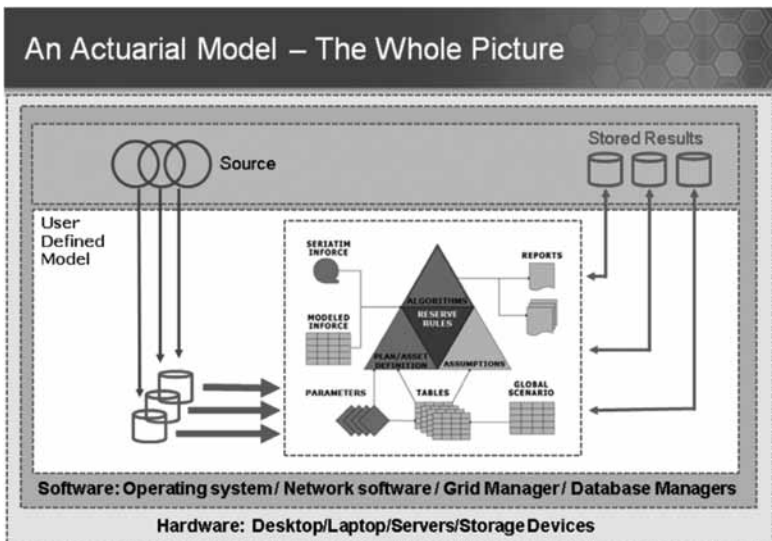 An Actuarial Model – The Whole Picture
Source
Stored Results
User
Defined
Model
SERIATIM
INFORCE
REPORTS
ALGORITHMS
MODELED
INFORCE
RESERVE
RULES
PLAN/ASSET
DEFINITION
ASSUMPTIONS
PARAMETERS
TABLES
GLOBAL
SCENARIO
Software: Operating system / Network software / Grid Manager / Database Managers
Hardware: Desktop/Laptop/Servers/Storage Devices